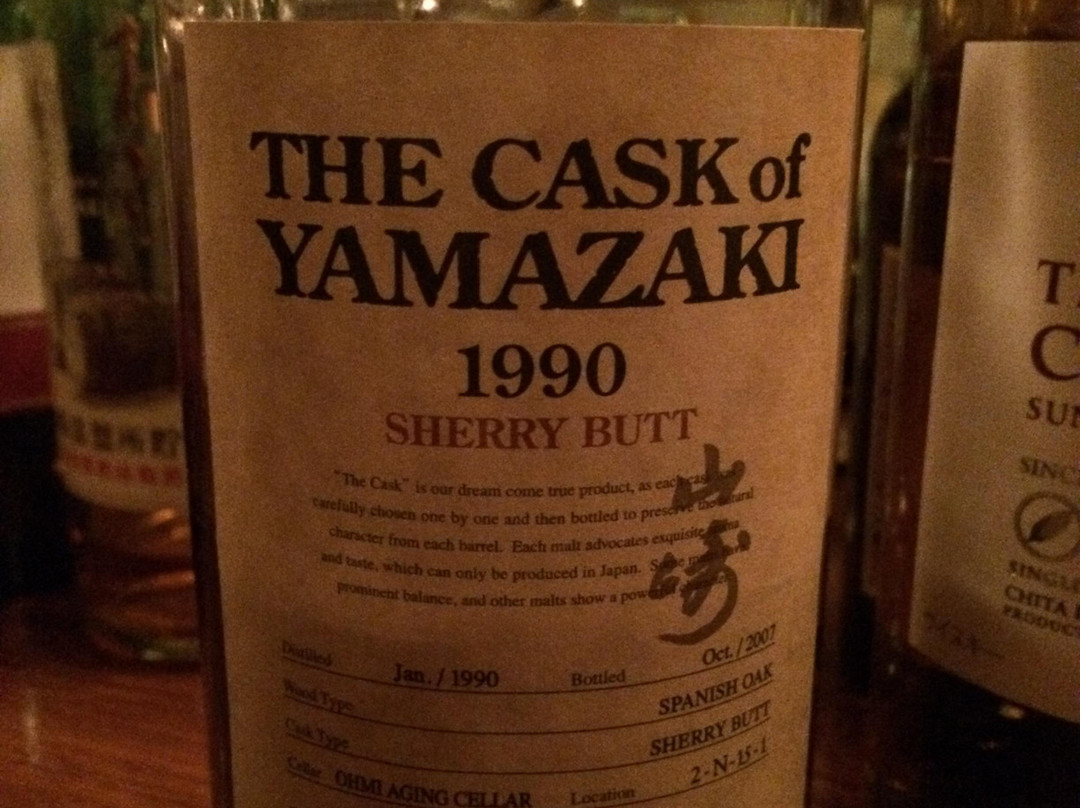 THE CASK of
YAMAZAKI
1990
SHERRY BUTT
"The Cask" is our dream come true product, as each
carefully chosen one by one and then bottled to preserve the natural
character from each barrel. Each malt advocates exquisite
and taste, which can only be produced in Japan.
prominent balance, and other malts show a powerful
山崎
Distilled Jan. / 1990 Bottled Oct. / 2007
Wood Type SPANISH OAK
Cask Type SHERRY BUTT
Cellar OHMI AGING CELLAR Location 2-N-15-1
SINGLE
CHITA